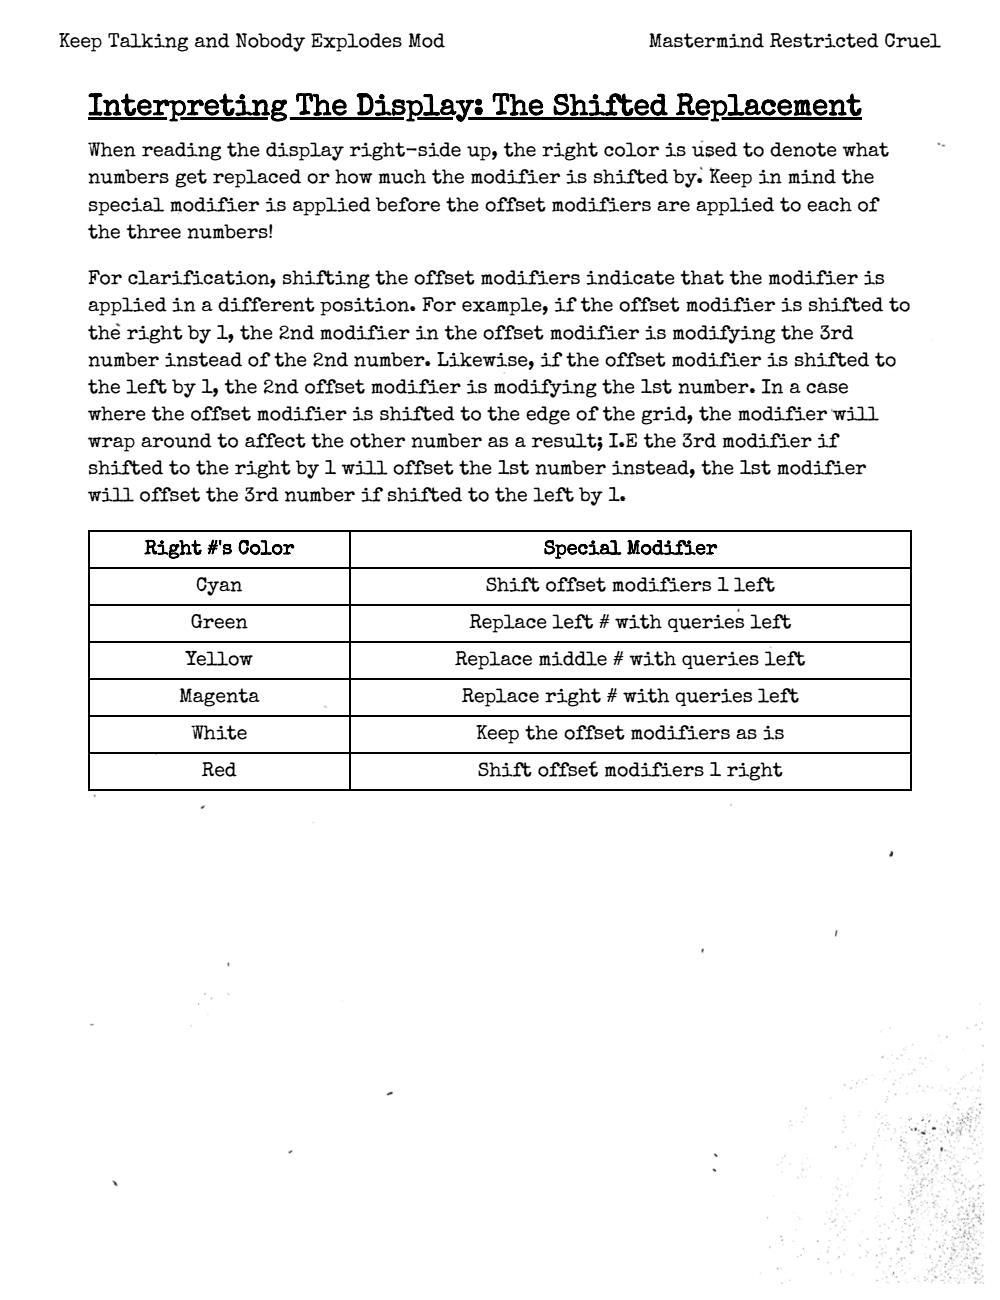 Keep Talking and Nobody Explodes Mod Mastermind Restricted Cruel
Interpreting The Display: The Shifted Replacement
When reading the display right-side up, the right color is used to denote what
numbers get replaced or how much the modifier is shifted by. Keep in mind the
special modifier is applied before the offset modifiers are applied to each of
the three numbers!
For clarification, shifting the offset modifiers indicate that the modifier is
applied in a different position. For example, if the offset modifier is shifted to
the right by 1, the 2nd modifier in the offset modifier is modifying the 3rd
number instead of the 2nd number. Likewise, if the offset modifier is shifted to
the left by 1, the 2nd offset modifier is modifying the 1st number. In a case
where the offset modifier is shifted to the edge of the grid, the modifier will
wrap around to affect the other number as a result; I.E the 3rd modifier if
shifted to the right by 1 will offset the 1st number instead, the 1st modifier
will offset the 3rd number if shifted to the left by 1.
Right #'s Color Special Modifier
Cyan Shift offset modifiers 1 left
Green Replace left # with queries left
Yellow Replace middle # with queries left
Magenta Replace right # with queries left
White Keep the offset modifiers as is
Red Shift offset modifiers 1 right